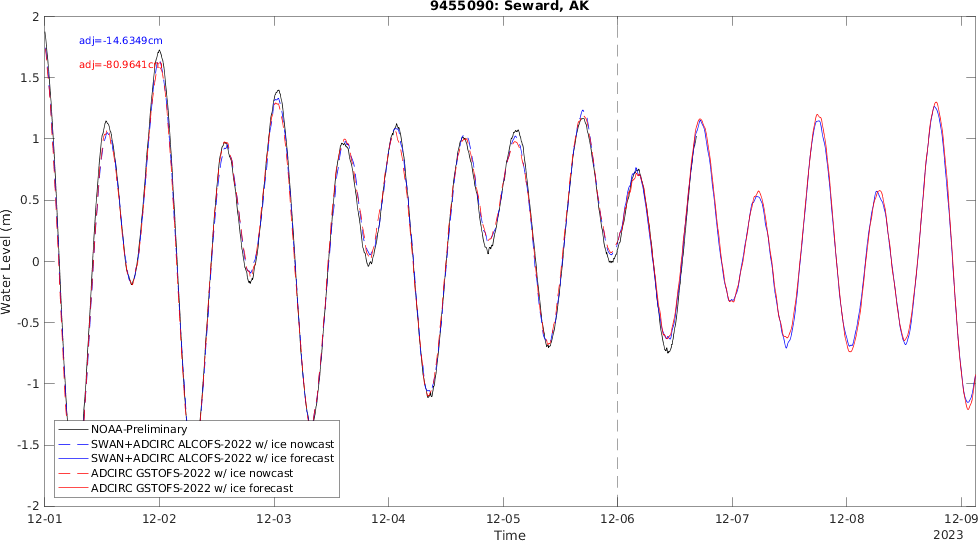 9455090: Seward, AK
2
adj=-14.6349cm
adj=-80.9641cm
1.5
1
0.5
0
-0.5
-1
-1.5
-2
Water Level (m)
NOAA-Preliminary
SWAN+ADCIRC ALCOFS-2022 w/ ice nowcast
SWAN+ADCIRC ALCOFS-2022 w/ ice forecast
ADCIRC GSTOFS-2022 w/ ice nowcast
ADCIRC GSTOFS-2022 w/ ice forecast
12-01 12-02 12-03 12-04 12-05 12-06 12-07 12-08 12-09
Time
2023